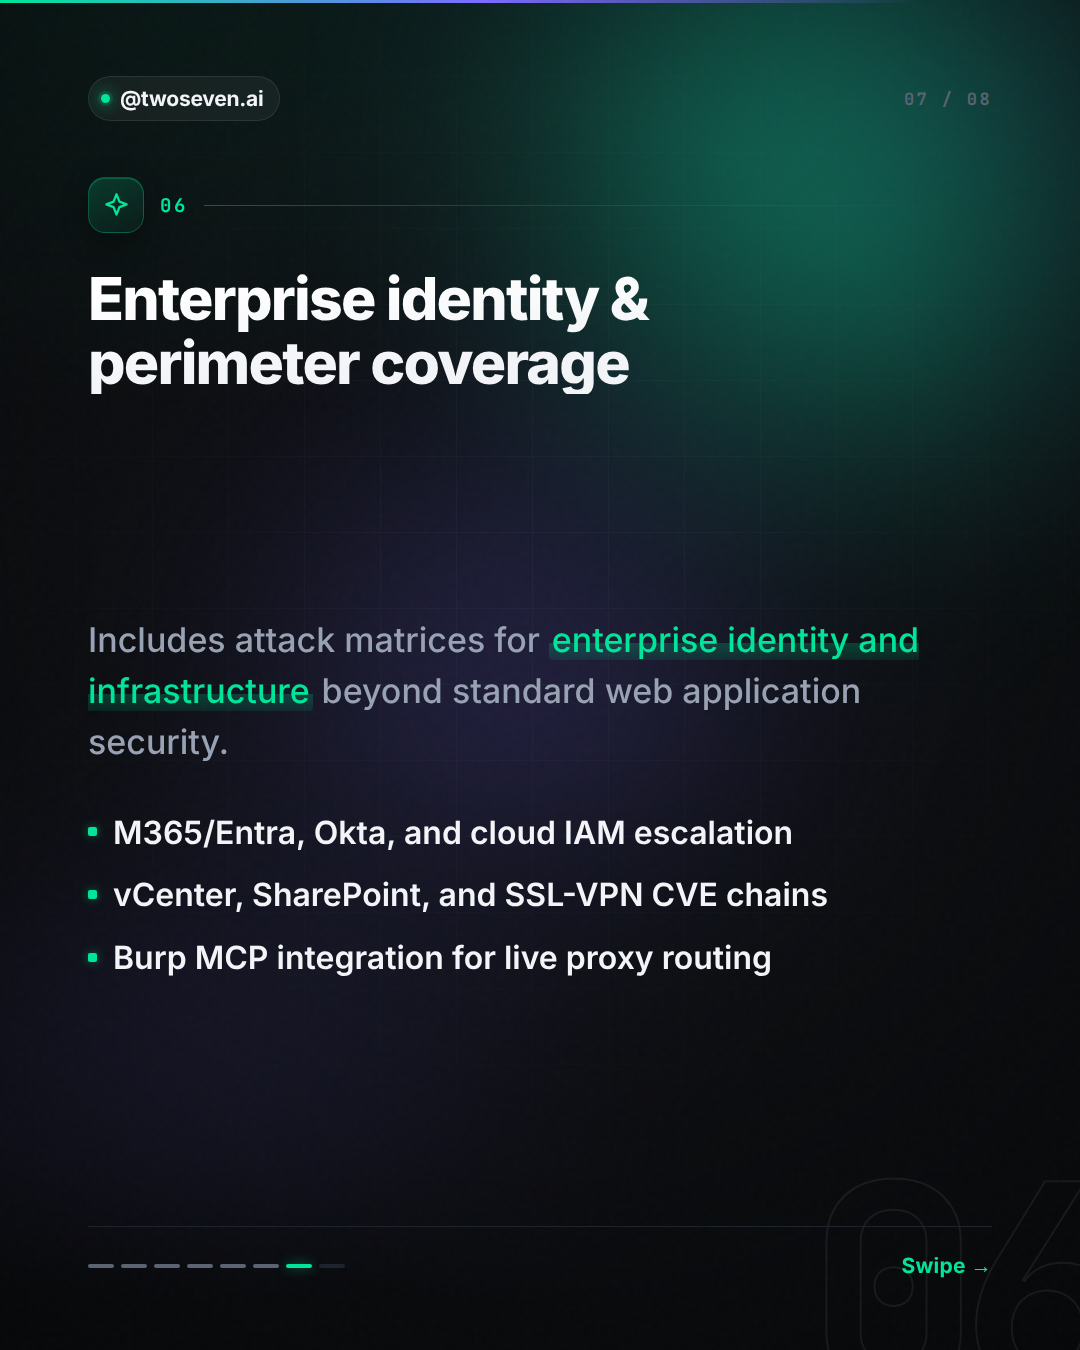 @twoseven.ai
07 / 08
06
Enterprise identity &
perimeter coverage
Includes attack matrices for enterprise identity and
infrastructure beyond standard web application
security.
M365/Entra, Okta, and cloud IAM escalation
vCenter, SharePoint, and SSL-VPN CVE chains
Burp MCP integration for live proxy routing
Swipe →
06